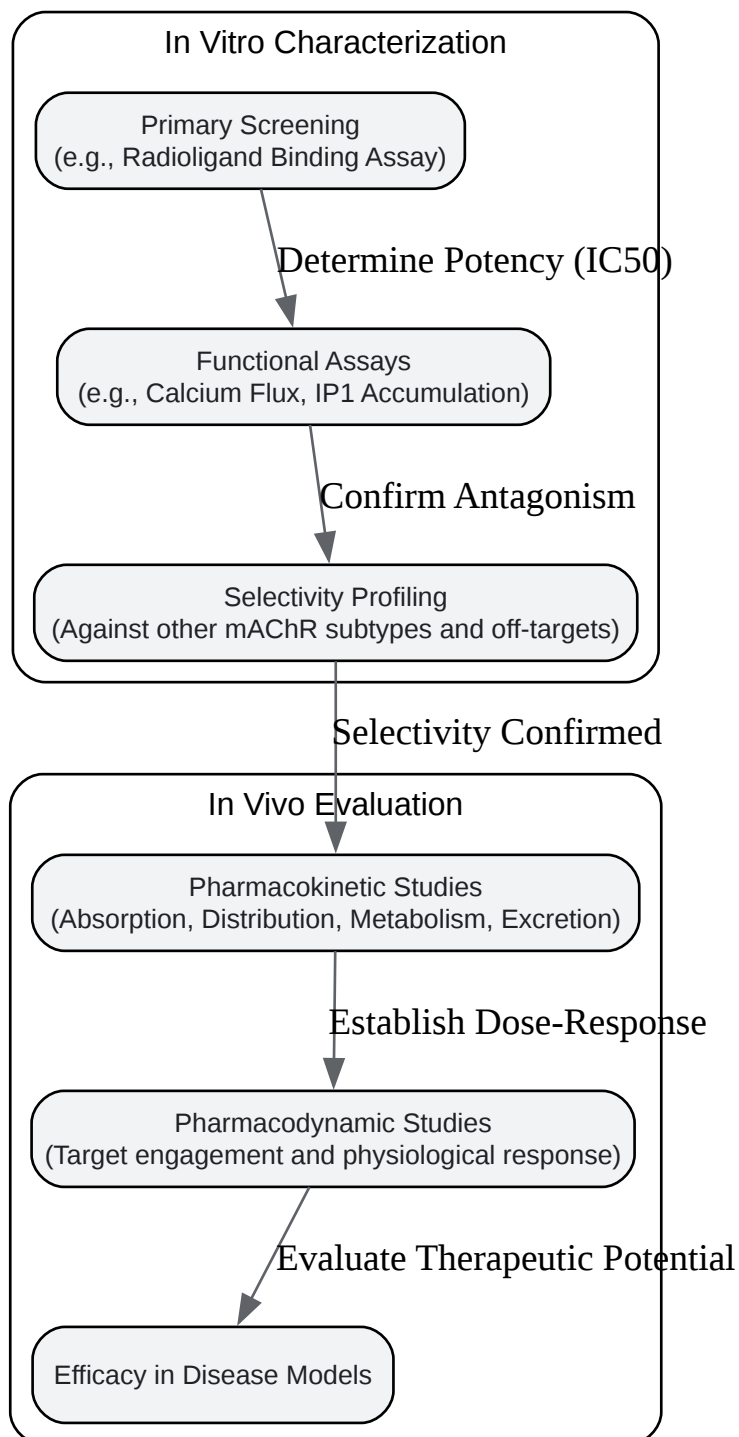 In Vitro Characterization
Primary Screening
(e.g., Radioligand Binding Assay)
Determine Potency (IC50)
Functional Assays
(e.g., Calcium Flux, IP1 Accumulation)
Confirm Antagonism
Selectivity Profiling
(Against other mAChR subtypes and off-targets)
Selectivity Confirmed
In Vivo Evaluation
Pharmacokinetic Studies
(Absorption, Distribution, Metabolism, Excretion)
Establish Dose-Response
Pharmacodynamic Studies
(Target engagement and physiological response)
Evaluate Therapeutic Potential
Efficacy in Disease Models